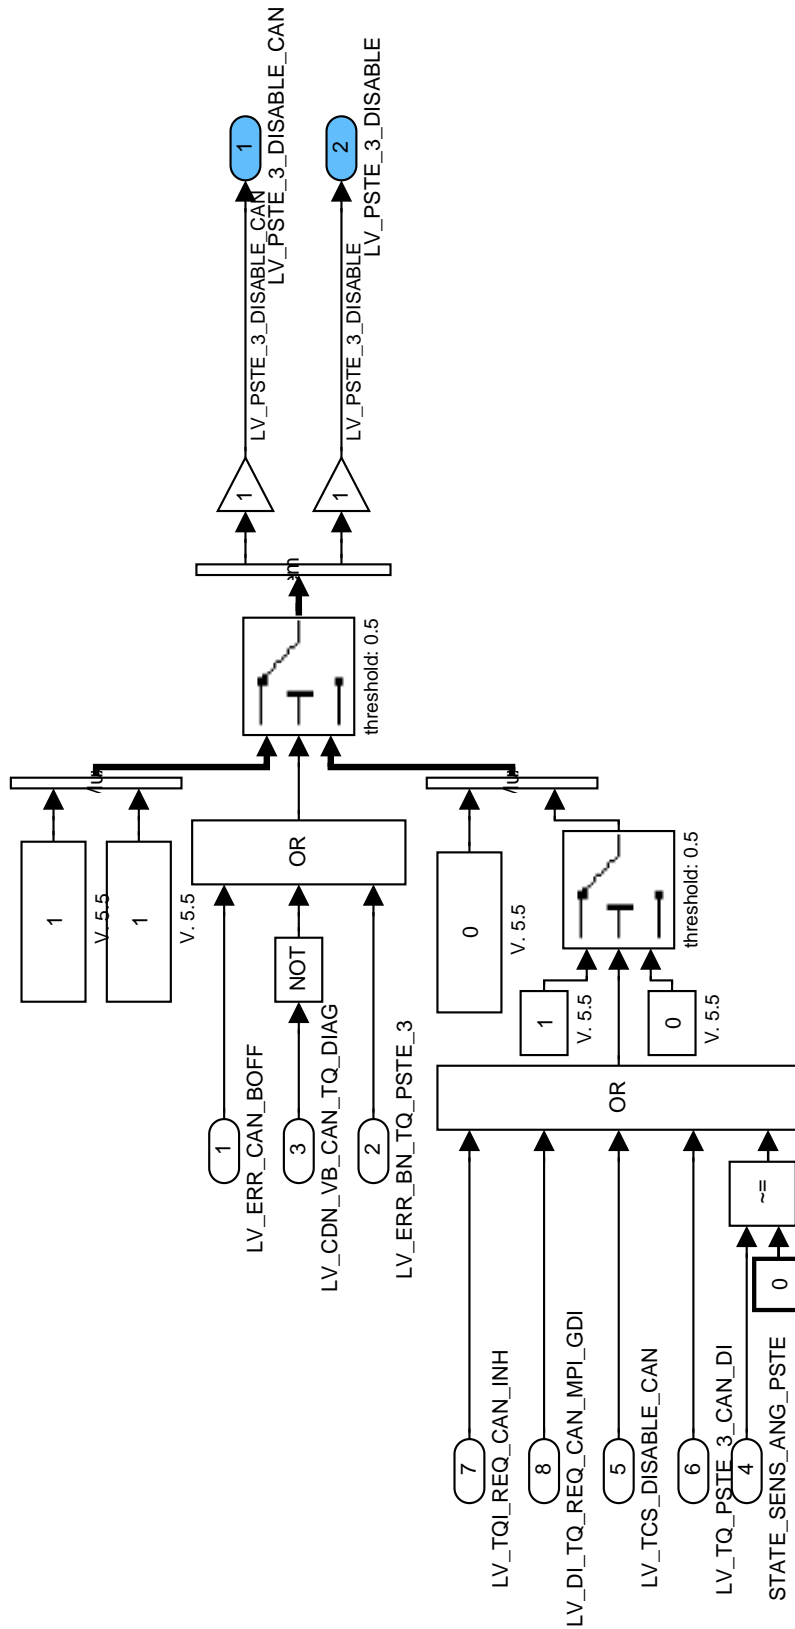 1
LV_ERR_CAN_BOFF
3
LV_CDN_VB_CAN_TQ_DIAG
2
LV_ERR_BN_TQ_PSTE_3
7
LV_TQI_REQ_CAN_INH
8
LV_DI_TQ_REQ_CAN_MPI_GDI
5
LV_TCS_DISABLE_CAN
6
LV_TQ_PSTE_3_CAN_DI
4
STATE_SENS_ANG_PSTE
0
~=
NOT
OR
OR
1
V. 5.5
1
V. 5.5
0
V. 5.5
1
V. 5.5
0
V. 5.5
threshold: 0.5
threshold: 0.5
1
1
LV_PSTE_3_DISABLE_CAN
LV_PSTE_3_DISABLE
1
LV_PSTE_3_DISABLE_CAN
2
LV_PSTE_3_DISABLE